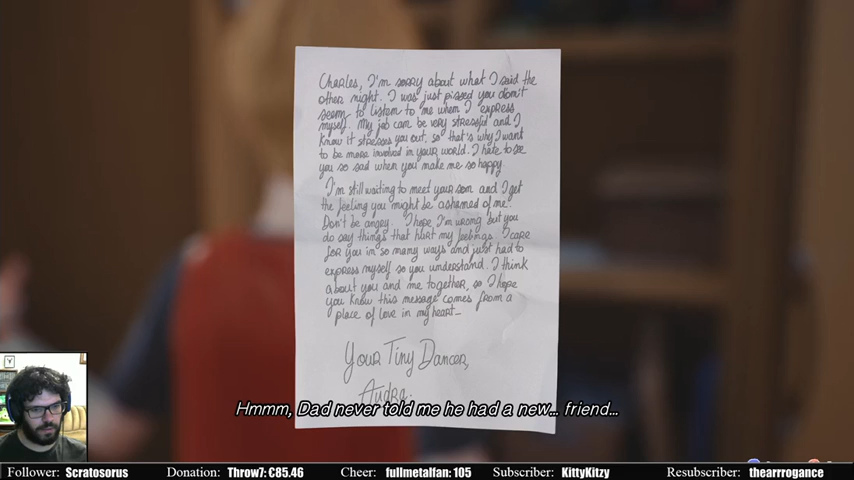 Charles, I'm sorry about what I said the
other night. I was just pissed you don't
seem to listen to me when I express
myself. My job can be very stressful and I
know it stresses you out, so that's why I want
to be more involved in your world. I hate to see
you so sad when you make me so happy
I'm still waiting to meet your son and I get
the feeling you might be ashamed of me.
Don't be angry. I hope I'm wrong but you
do say things that hurt my feelings. I care
for you in so many ways and just had to
express myself so you understand. I think
about you and me together, so I hope
you know this message comes from a
place of love in my heart_
Your Tiny Dancer,
Audra.
Hmmm, Dad never told me he had a new... friend...
Follower: Scratosorus Donation: Throw7: €85.46 Cheer: fullmetalfan: 105 Subscriber: KittyKitzy Resubscriber: thearrrogance